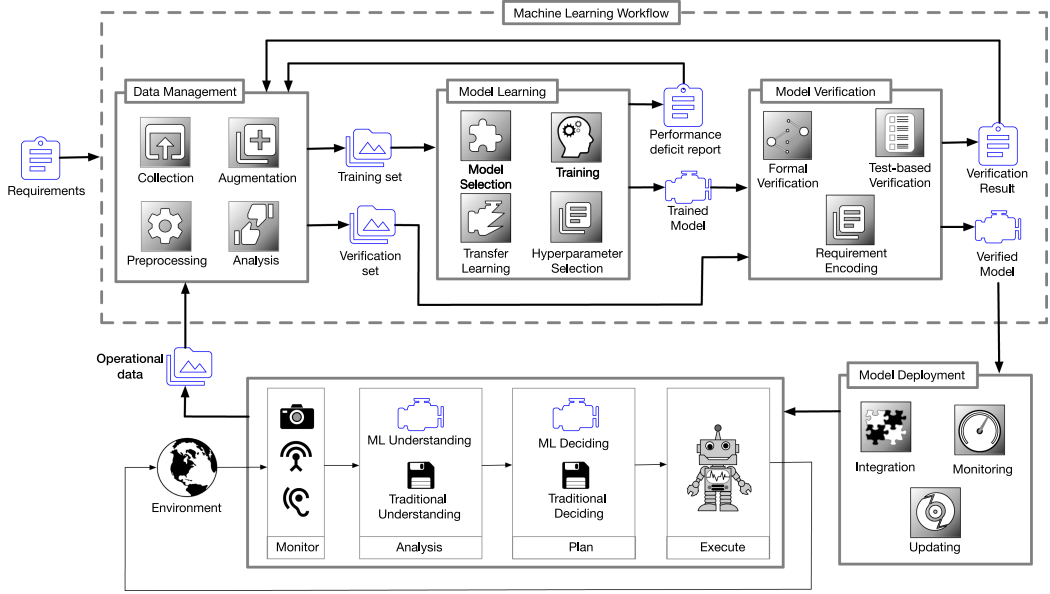 Machine Learning Workflow
Requirements
Data Management
Collection
Augmentation
Preprocessing
Analysis
Training set
Verification
set
Model Learning
Model
Selection
Training
Transfer
Learning
Hyperparameter
Selection
Performance
deficit report
Trained
Model
Model Verification
Formal
Verification
Test-based
Verification
Requirement
Encoding
Verification
Result
Verified
Model
Operational
data
Environment
Monitor
ML Understanding
Traditional
Understanding
Analysis
ML Deciding
Traditional
Deciding
Plan
Execute
Model Deployment
Integration
Monitoring
Updating